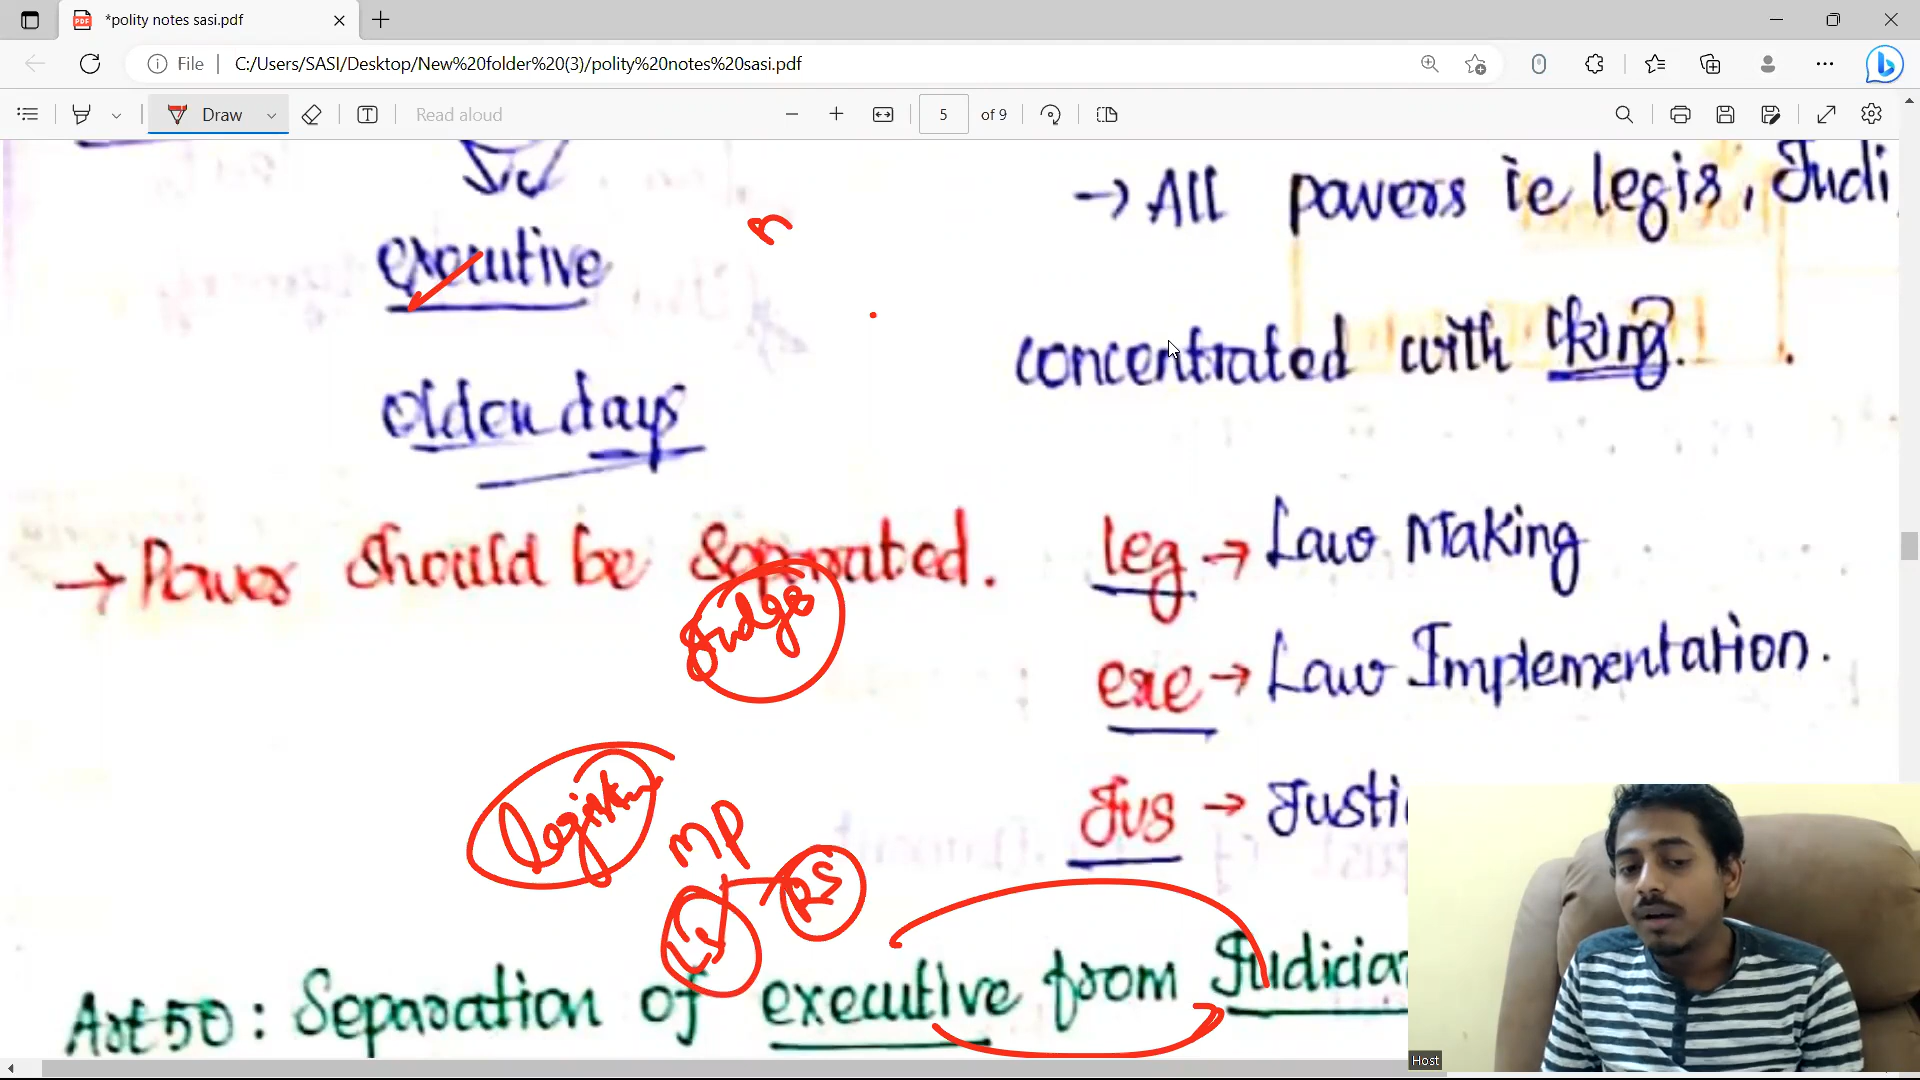 *polity notes sasi.pdf
File
C:/Users/SASI/Desktop/New%20folder%20(3)/polity%20notes%20sasi.pdf
Draw
Read aloud
5 of 9
→ All powers ie legis, Judi
executive
concentrated with king.
Olden days
→ Power should be separated.
leg → Law Making
Judge
exe → Law Implementation.
Jus → Justi
MP
LS
RS
Art 50: Separation of executive from Judiciar
Host